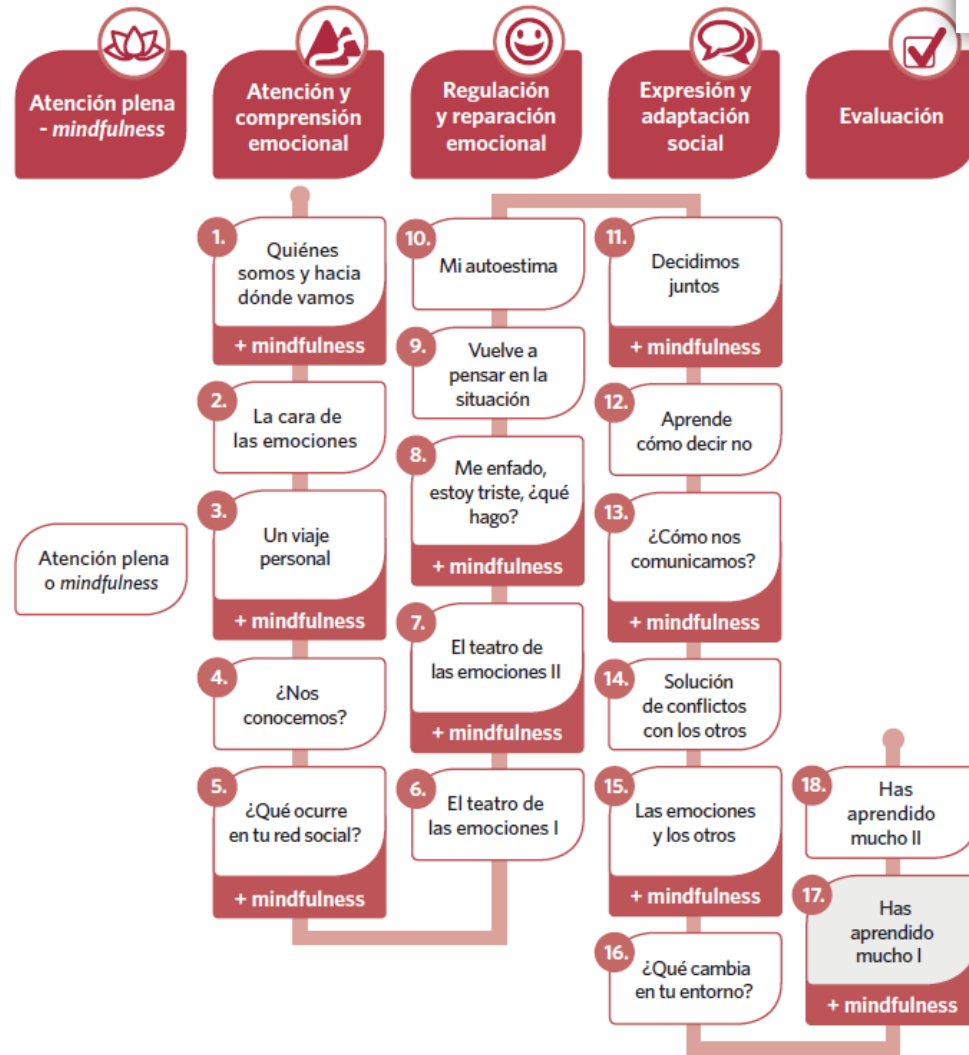 Atención plena
- mindfulness
Atención y
comprensión
emocional
Regulación
y reparación
emocional
Expresión y
adaptación
social
Evaluación
Atención plena
o mindfulness
1.
Quiénes
somos y hacia
dónde vamos
+ mindfulness
2.
La cara de
las emociones
3.
Un viaje
personal
+ mindfulness
4.
¿Nos
conocemos?
5.
¿Qué ocurre
en tu red social?
+ mindfulness
6.
El teatro de
las emociones I
7.
El teatro de
las emociones II
+ mindfulness
8.
Me enfado,
estoy triste, ¿qué
hago?
+ mindfulness
9.
Vuelve a
pensar en la
situación
10.
Mi autoestima
11.
Decidimos
juntos
+ mindfulness
12.
Aprende
cómo decir no
13.
¿Cómo nos
comunicamos?
+ mindfulness
14.
Solución
de conflictos
con los otros
15.
Las emociones
y los otros
+ mindfulness
16.
¿Qué cambia
en tu entorno?
17.
Has
aprendido
mucho I
+ mindfulness
18.
Has
aprendido
mucho II